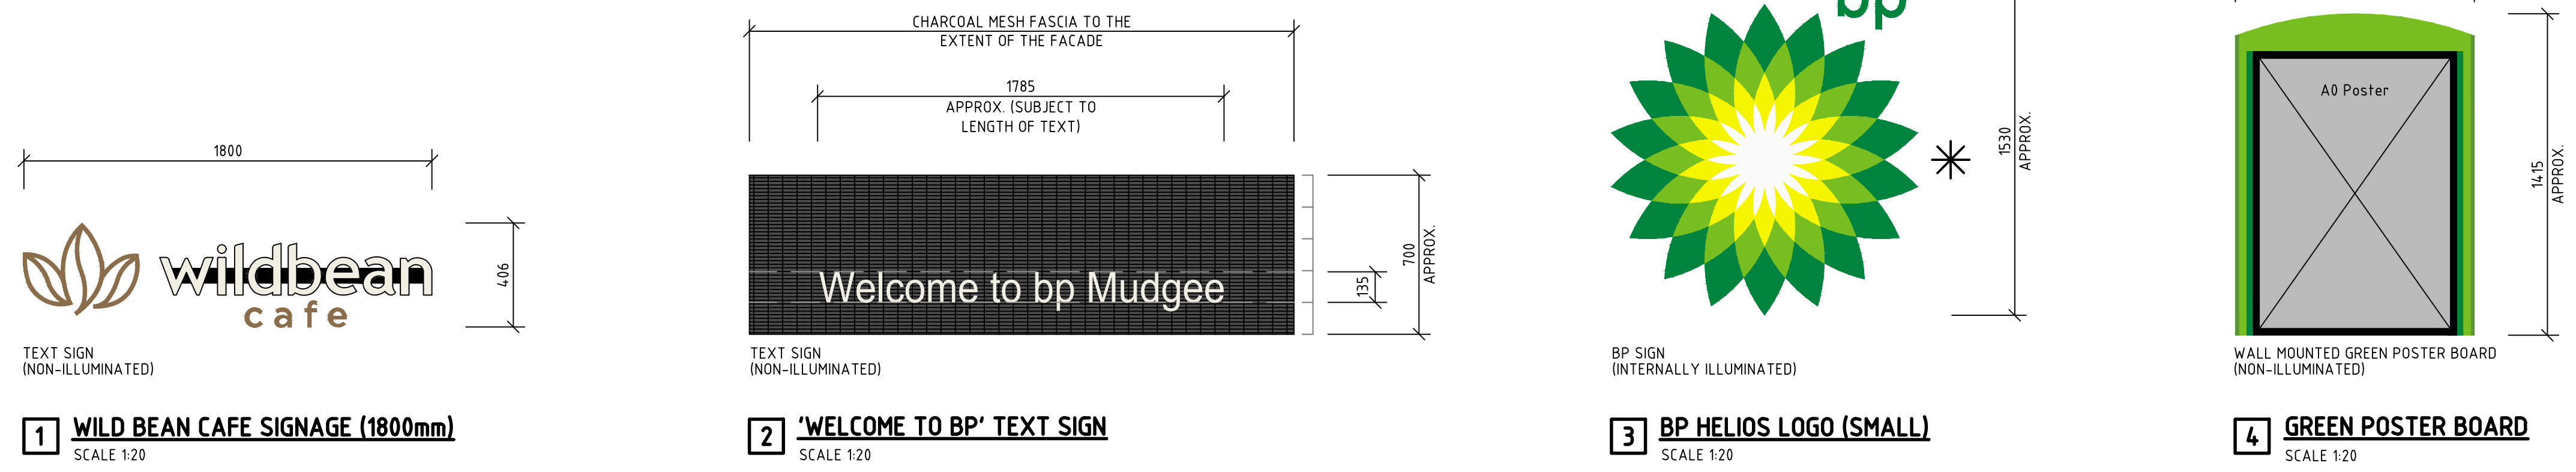 1800
wildbean
cafe
406
TEXT SIGN
(NON-ILLUMINATED)
1
WILD BEAN CAFE SIGNAGE (1800mm)
SCALE 1:20
CHARCOAL MESH FASCIA TO THE
EXTENT OF THE FACADE
1785
APPROX. (SUBJECT TO
LENGTH OF TEXT)
Welcome to bp Mudgee
135
700
APPROX.
TEXT SIGN
(NON-ILLUMINATED)
2
'WELCOME TO BP' TEXT SIGN
SCALE 1:20
bp
1530
APPROX.
BP SIGN
(INTERNALLY ILLUMINATED)
3
BP HELIOS LOGO (SMALL)
SCALE 1:20
A0 Poster
1415
APPROX.
WALL MOUNTED GREEN POSTER BOARD
(NON-ILLUMINATED)
4
GREEN POSTER BOARD
SCALE 1:20